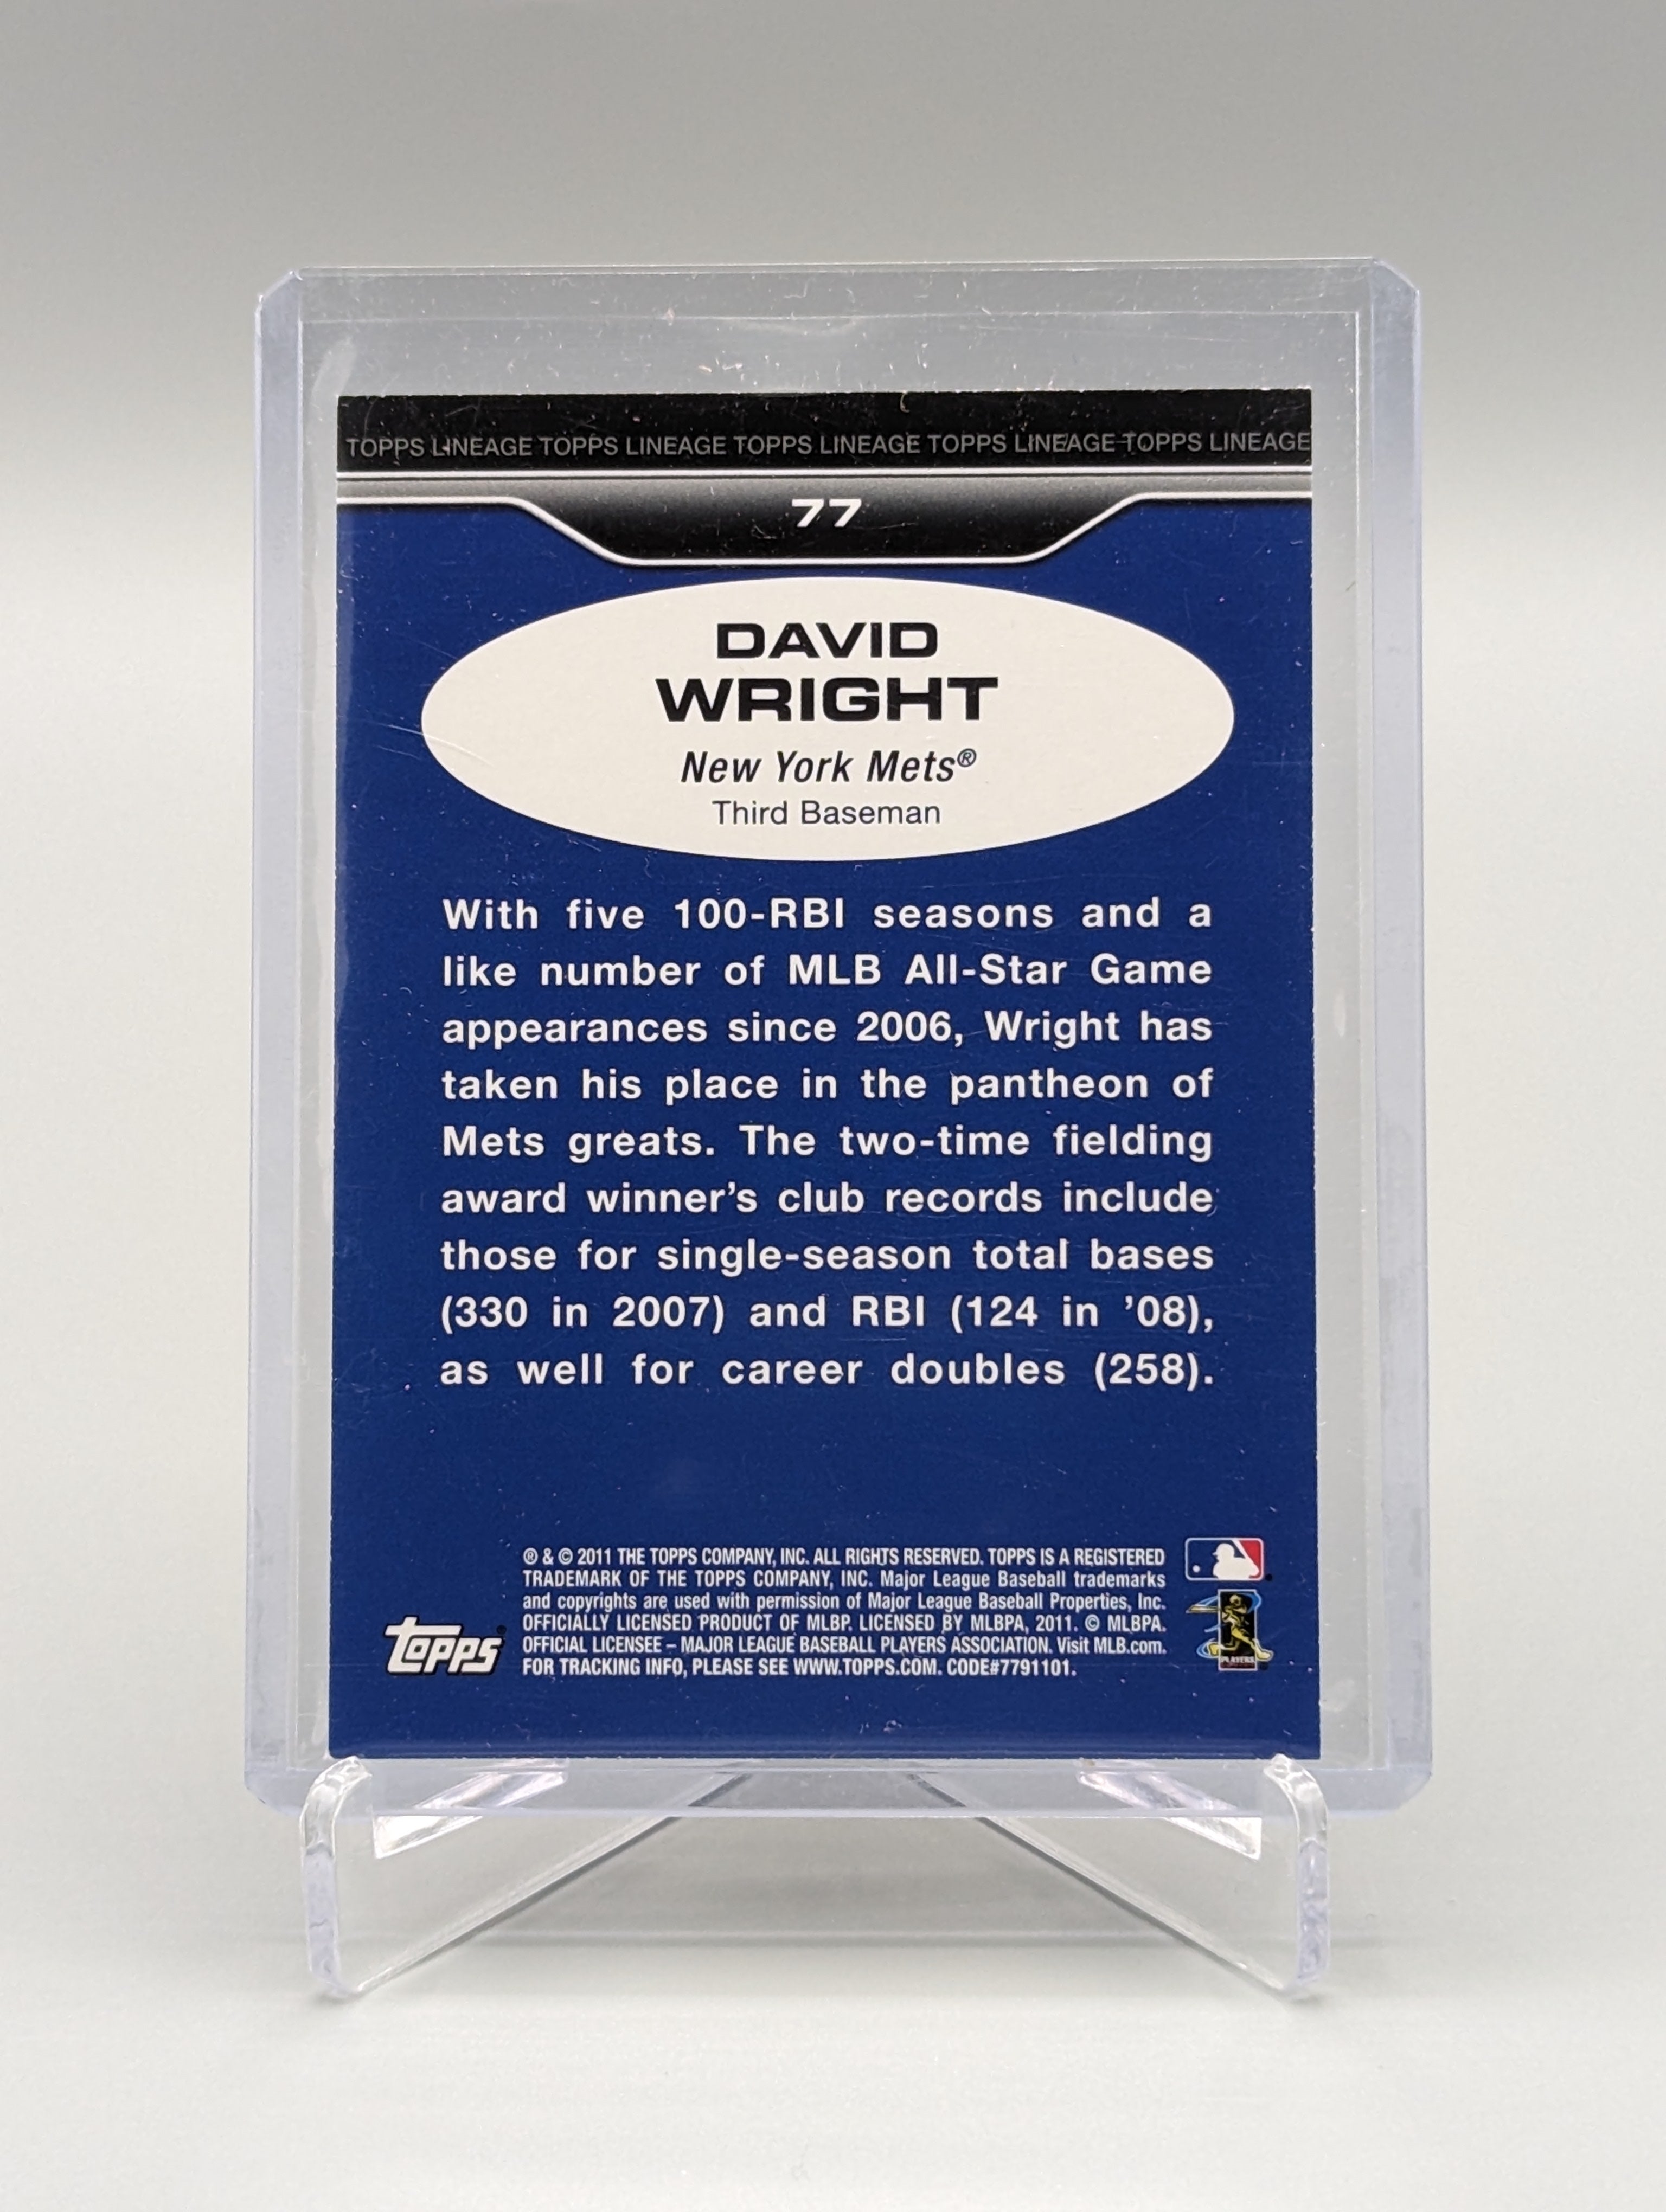 TOPPS LINEAGE TOPPS LINEAGE TOPPS LINEAGE TOPPS LINEAGE TOPPS LINEAGE
77
DAVID
WRIGHT
New York Mets®
Third Baseman
With five 100-RBI seasons and a
like number of MLB All-Star Game
appearances since 2006, Wright has
taken his place in the pantheon of
Mets greats. The two-time fielding
award winner’s club records include
those for single-season total bases
(330 in 2007) and RBI (124 in ’08),
as well for career doubles (258).
® & © 2011 THE TOPPS COMPANY, INC. ALL RIGHTS RESERVED. TOPPS IS A REGISTERED
TRADEMARK OF THE TOPPS COMPANY, INC. Major League Baseball trademarks
and copyrights are used with permission of Major League Baseball Properties, Inc.
OFFICIALLY LICENSED PRODUCT OF MLBP. LICENSED BY MLBPA, 2011. © MLBPA.
OFFICIAL LICENSEE – MAJOR LEAGUE BASEBALL PLAYERS ASSOCIATION. Visit MLB.com.
FOR TRACKING INFO, PLEASE SEE WWW.TOPPS.COM. CODE#7791101.
topps®
PLAYERS